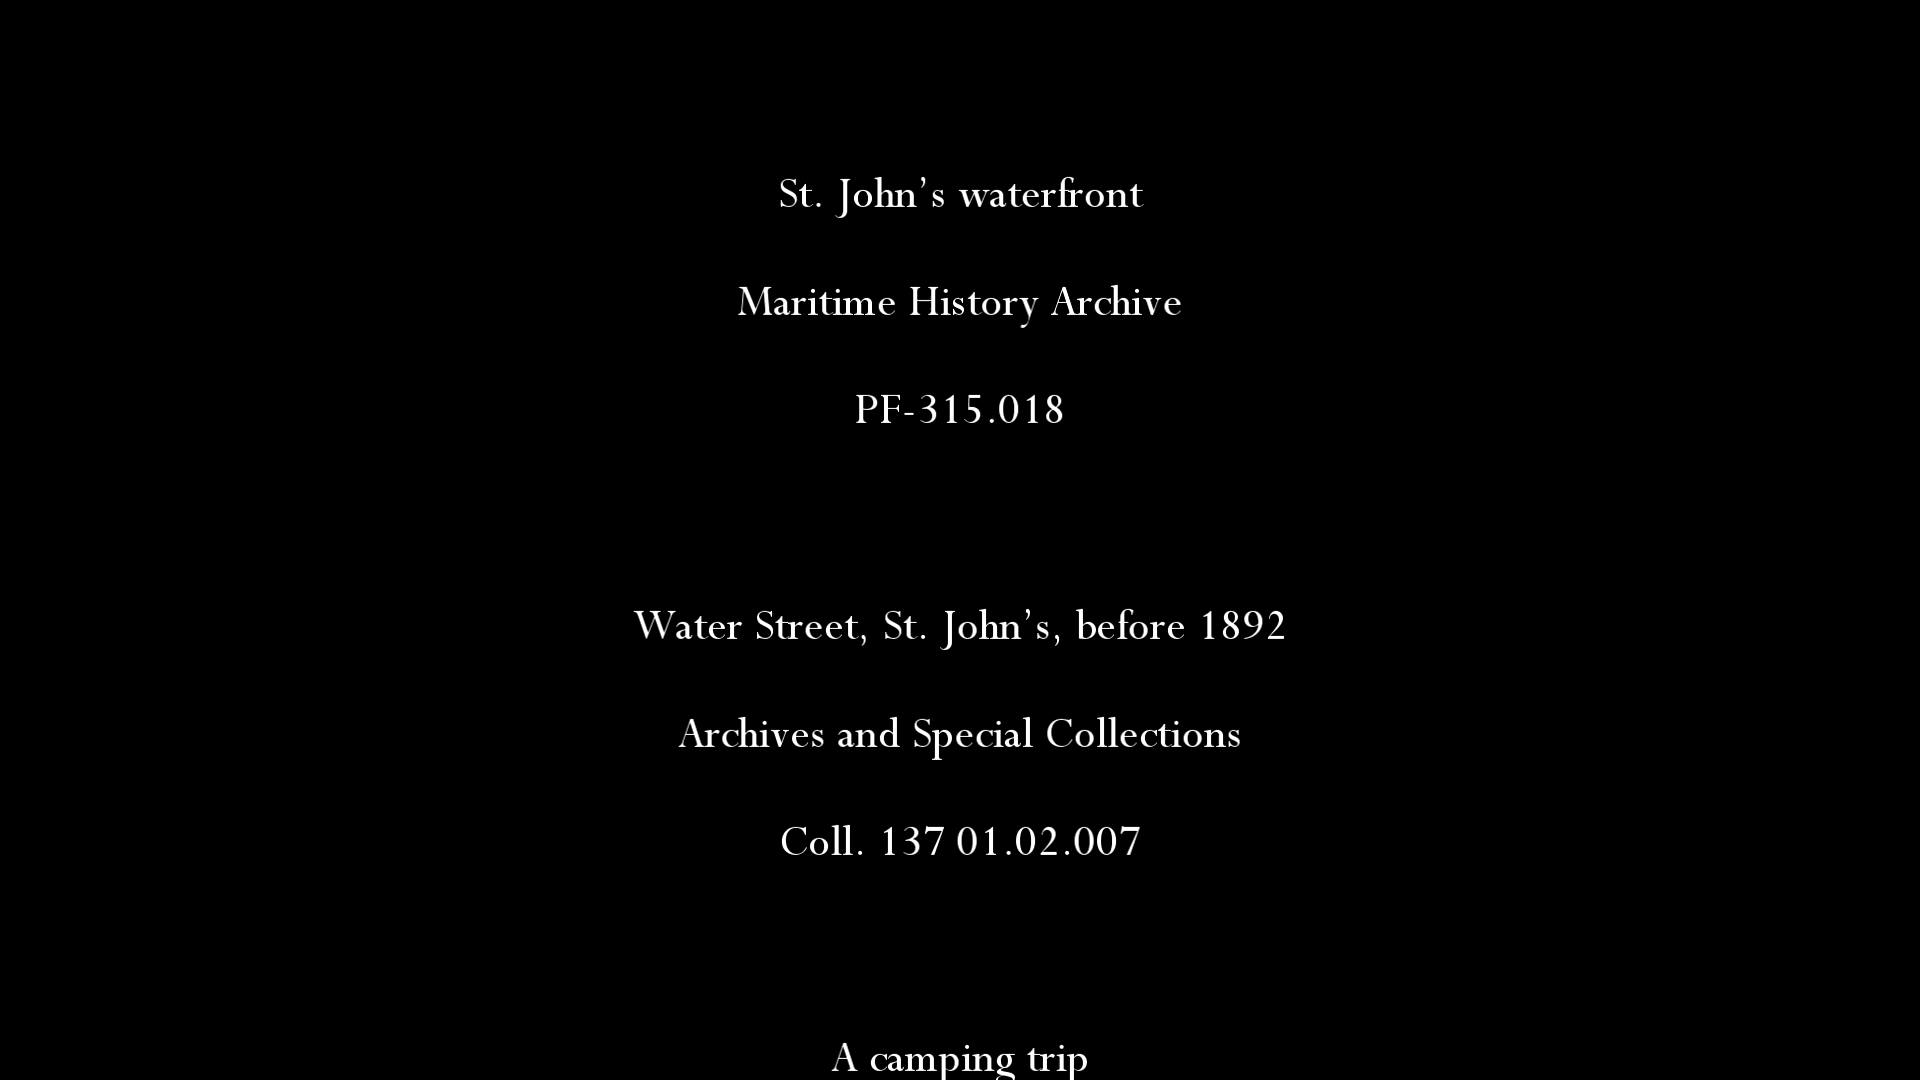 St. John’s waterfront
Maritime History Archive
PF-315.018
Water Street, St. John’s, before 1892
Archives and Special Collections
Coll. 137 01.02.007
A camping trip